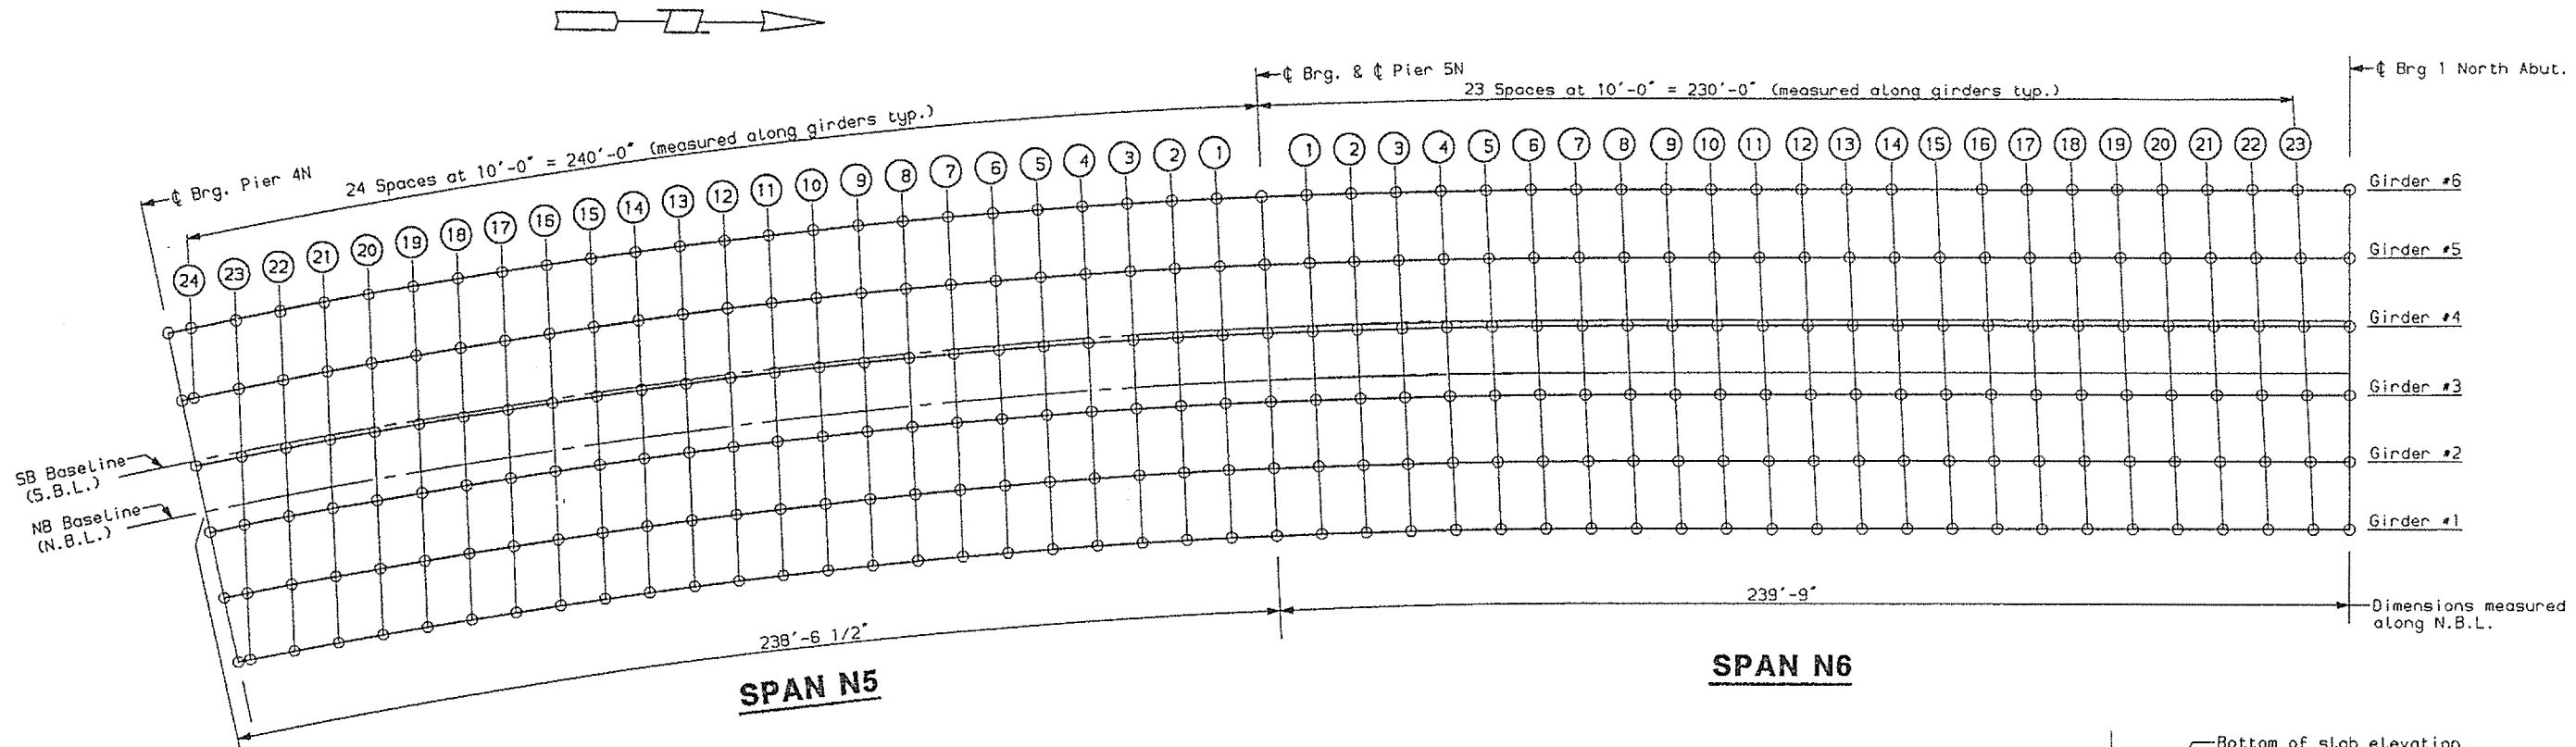 ℄ Brg. & ℄ Pier 5N
℄ Brg 1 North Abut.
23 Spaces at 10'-0" = 230'-0" (measured along girders typ.)
24 Spaces at 10'-0" = 240'-0" (measured along girders typ.)
℄ Brg. Pier 4N
24 23 22 21 20 19 18 17 16 15 14 13 12 11 10 9 8 7 6 5 4 3 2 1
1 2 3 4 5 6 7 8 9 10 11 12 13 14 15 16 17 18 19 20 21 22 23
Girder #6
Girder #5
Girder #4
Girder #3
Girder #2
Girder #1
SB Baseline
(S.B.L.)
NB Baseline
(N.B.L.)
238'-6 1/2"
239'-9"
Dimensions measured
along N.B.L.
SPAN N5
SPAN N6
Bottom of slab elevation